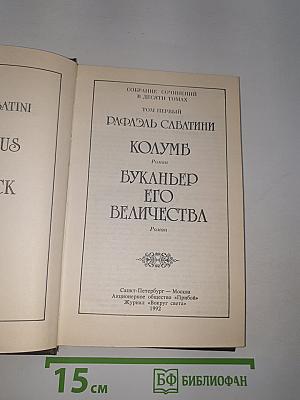 ATINI
US
CK
СОБРАНИЕ СОЧИНЕНИЙ
В ДЕСЯТИ ТОМАХ
ТОМ ПЕРВЫЙ
РАФАЭЛЬ САБАТИНИ
КОЛУМБ
Роман
БУКАНЬЕР
ЕГО
ВЕЛИЧЕСТВА
Роман
Санкт-Петербург — Москва
Акционерное общество «Прибой»
Журнал «Вокруг света»
1992
15 см
БФ БИБЛИОФАН